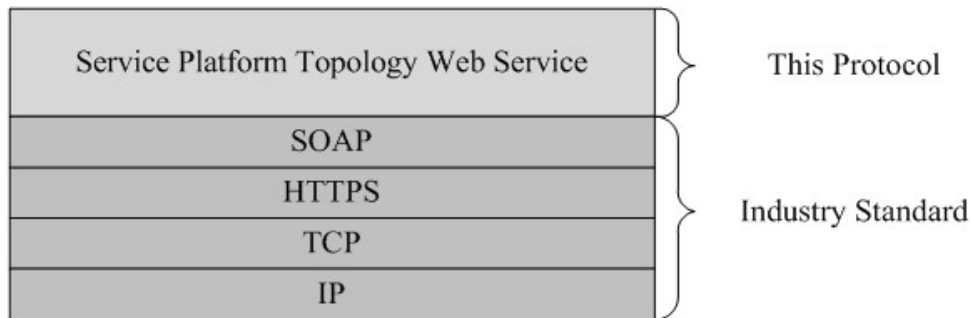 Service Platform Topology Web Service
This Protocol
SOAP
HTTPS
TCP
IP
Industry Standard